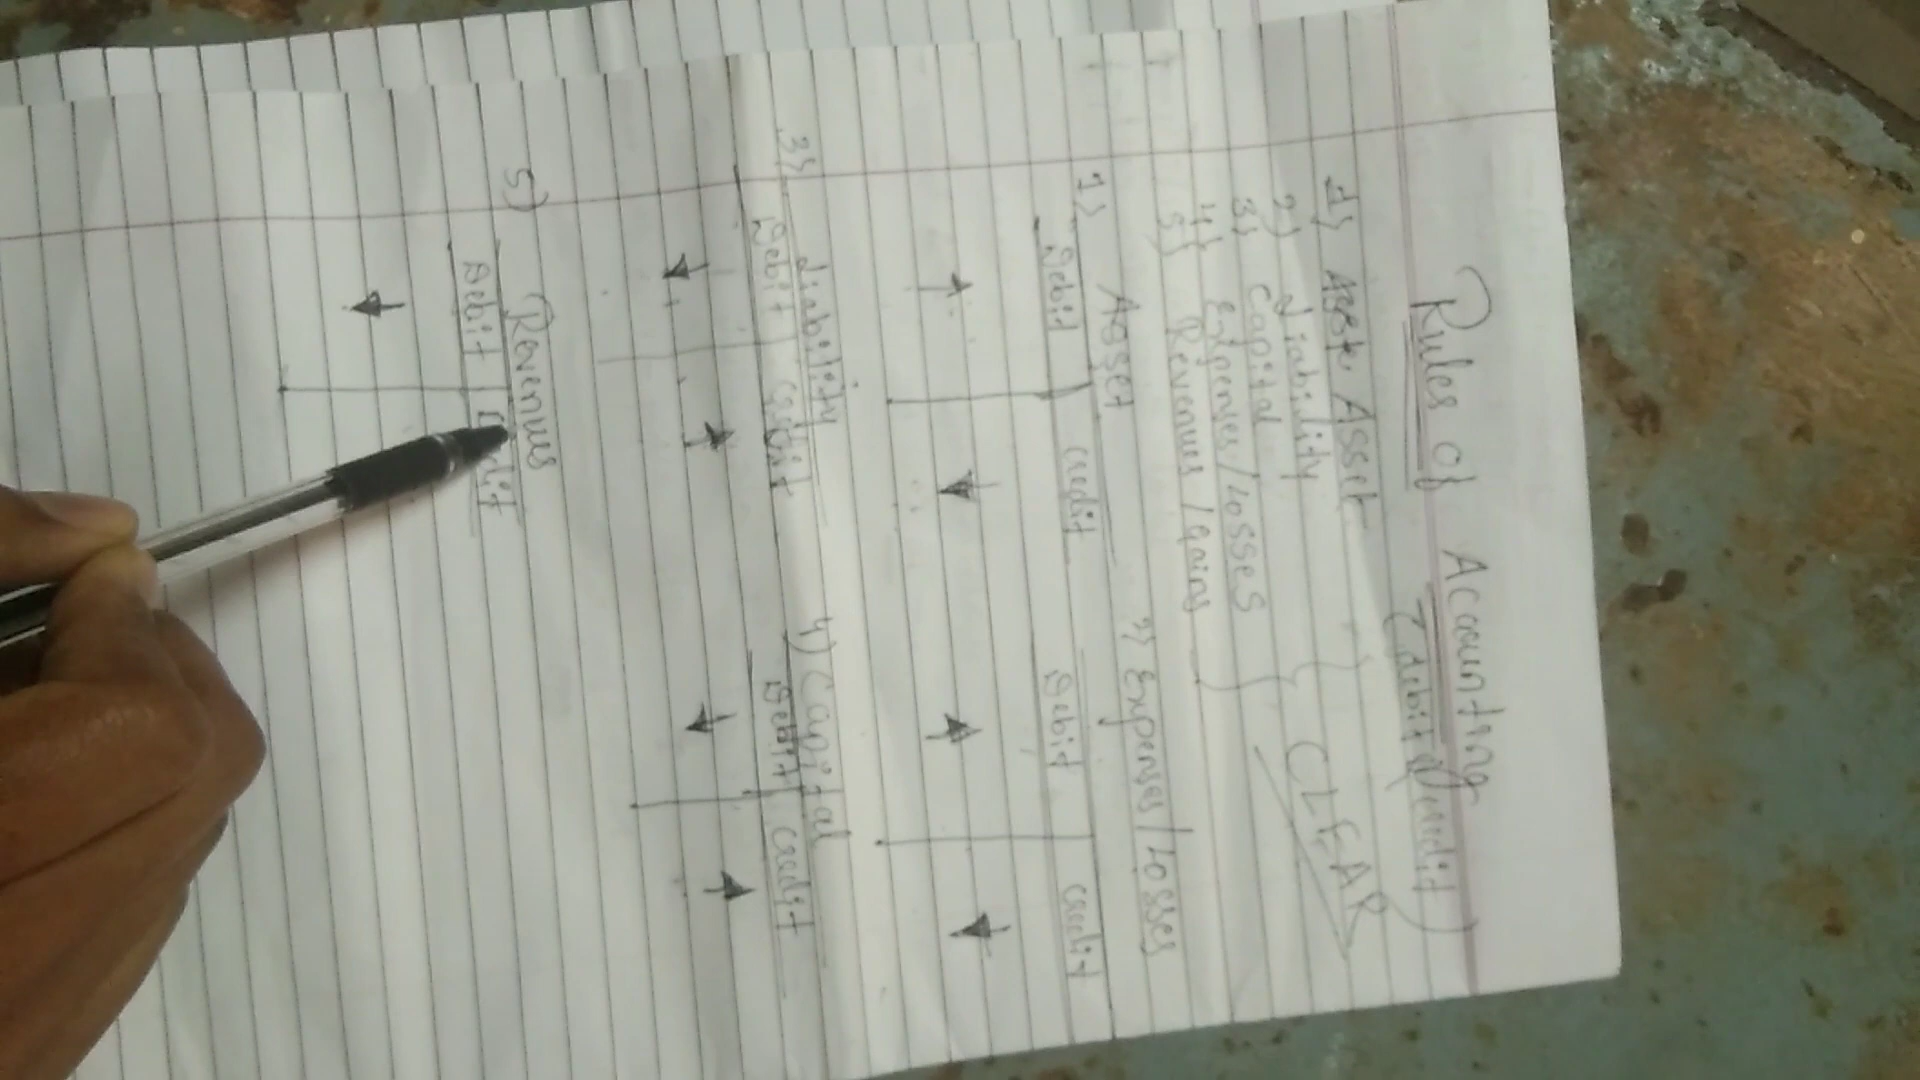 Rules of Accounting
(debit & credit)
1) Asste Asset
2) Liability
3) Capital
4) Expenses/Losses
5) Revenues/gains
CLEAR
1) Asset
Debit Credit
2) Expenses/Losses
Debit Credit
3) Liability
Debit Credit
4) Capital
Debit Credit
5) Revenues
Debit